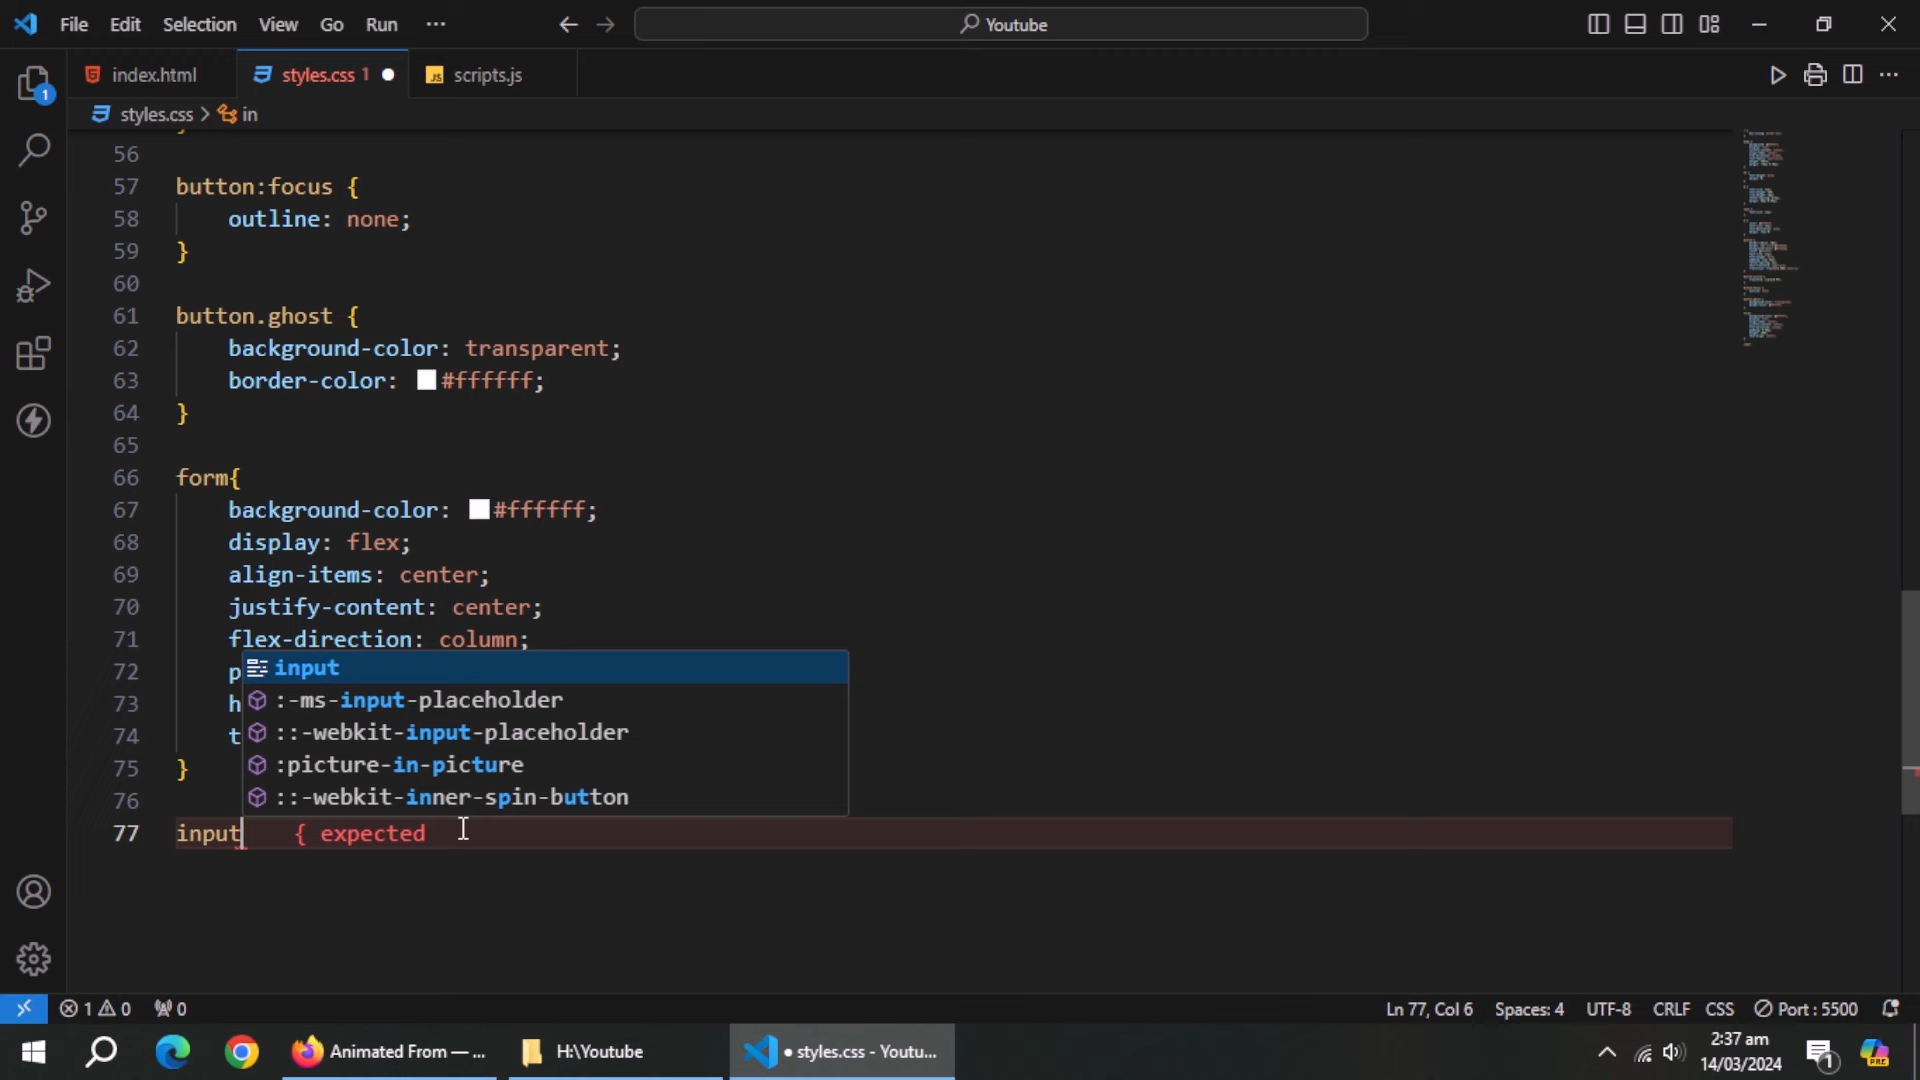 File Edit Selection View Go Run ··· Youtube
index.html styles.css 1 JS scripts.js
styles.css > in
56
57 button:focus {
58 outline: none;
59 }
60
61 button.ghost {
62 background-color: transparent;
63 border-color: #ffffff;
64 }
65
66 form{
67 background-color: #ffffff;
68 display: flex;
69 align-items: center;
70 justify-content: center;
71 flex-direction: column;
72 p
73 h
74 t
75 }
76
77 input { expected
input
:-ms-input-placeholder
::-webkit-input-placeholder
:picture-in-picture
::-webkit-inner-spin-button
1
1 0 0 Ln 77, Col 6 Spaces: 4 UTF-8 CRLF CSS Port : 5500
Animated From — ... H:\Youtube ● styles.css - Youtu... 2:37 am
14/03/2024
1 PRE